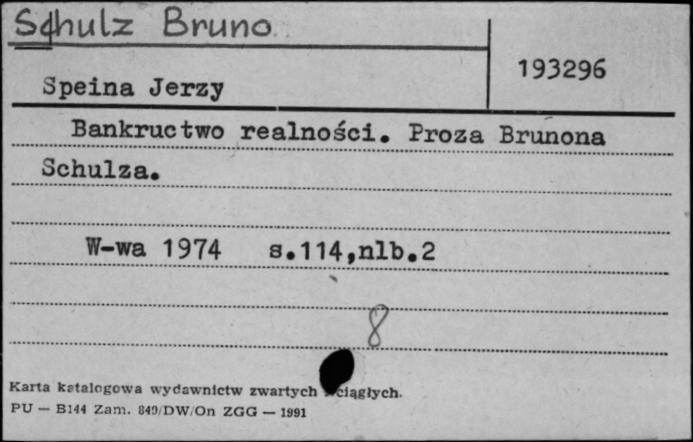 Schulz Bruno
193296
Speina Jerzy
Bankructwo realności. Proza Brunona
Schulza.
W-wa 1974 s.114,nlb.2
8
Karta katalogowa wydawnictw zwartych ciągłych.
PU — B144 Zam. 849/DW/On ZGG — 1991